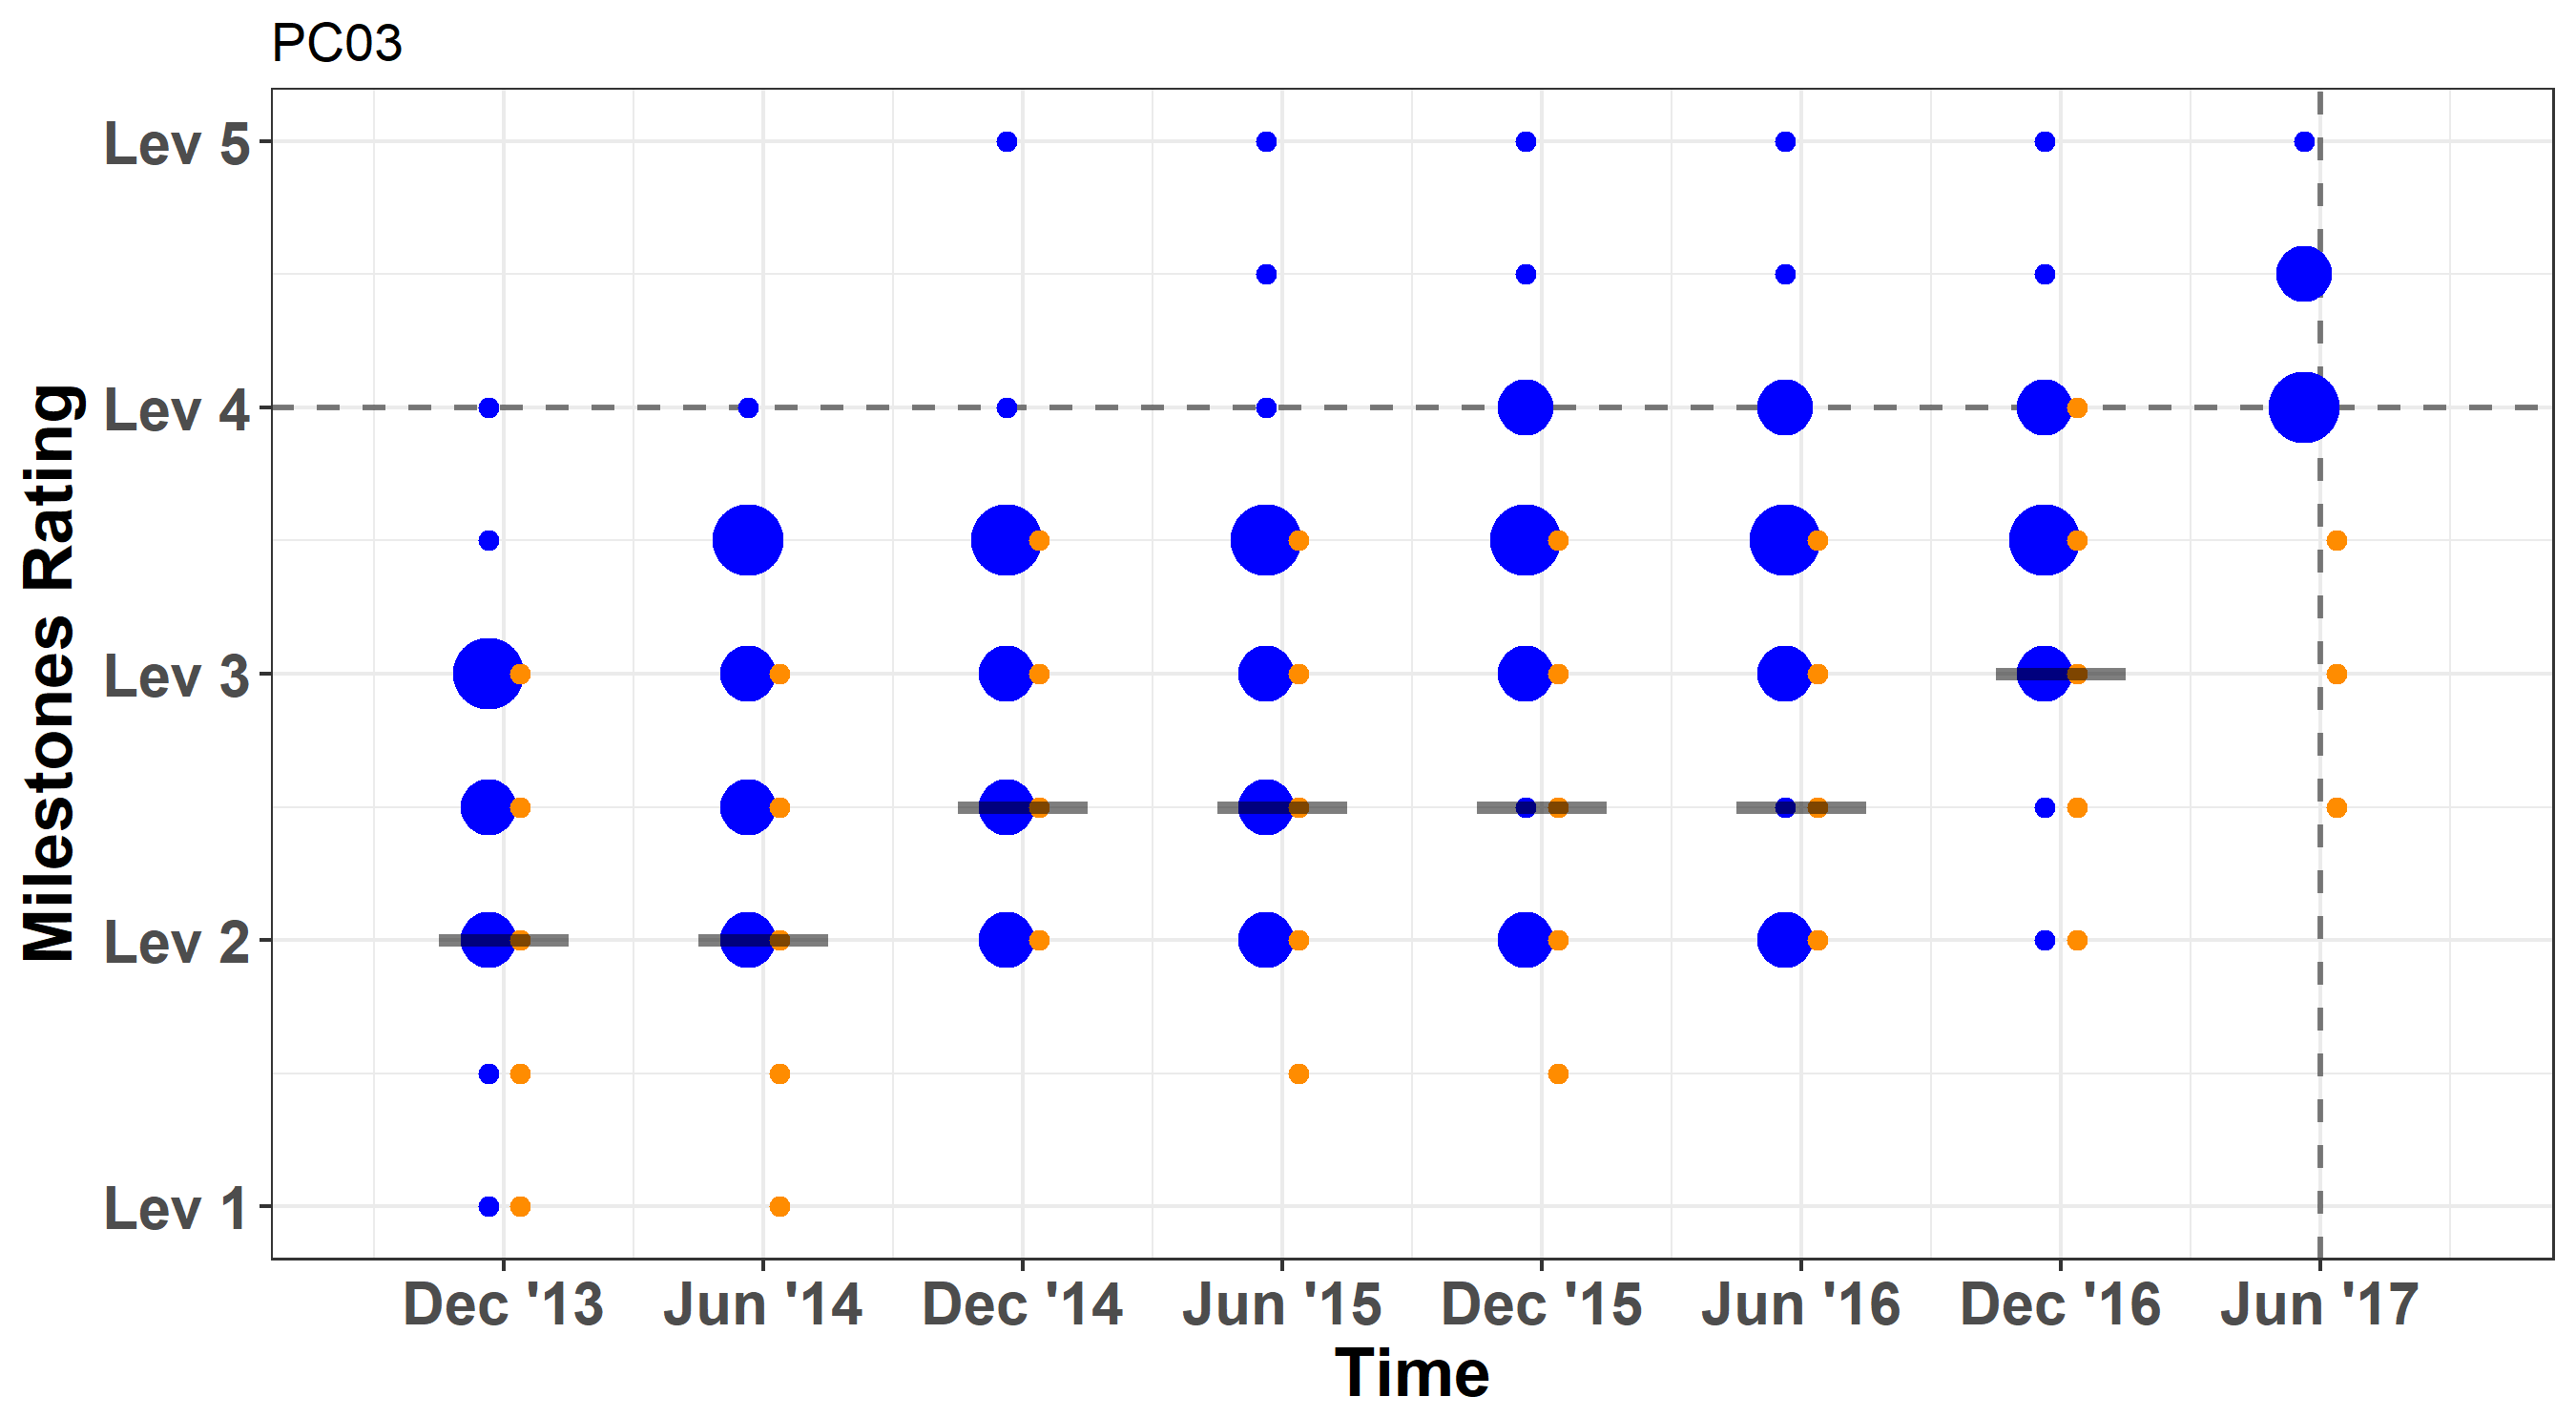 PC03
Milestones Rating
Lev 5
Lev 4
Lev 3
Lev 2
Lev 1
Dec '13 Jun '14 Dec '14 Jun '15 Dec '15 Jun '16 Dec '16 Jun '17
Time